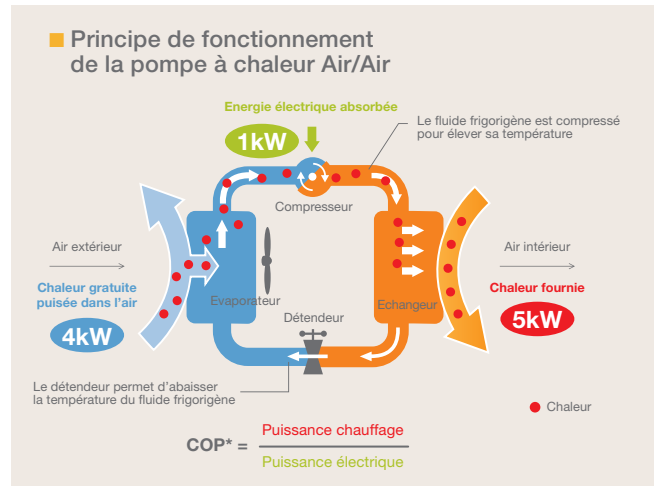 Principe de fonctionnement
de la pompe à chaleur Air/Air
Energie électrique absorbée
1kW
Le fluide frigorigène est compressé
pour élever sa température
Compresseur
Air extérieur
Chaleur gratuite
puisée dans l'air
4kW
Evaporateur
Détendeur
Echangeur
Air intérieur
Chaleur fournie
5kW
Le détendeur permet d'abaisser
la température du fluide frigorigène
Chaleur
COP* =
Puissance chauffage
Puissance électrique